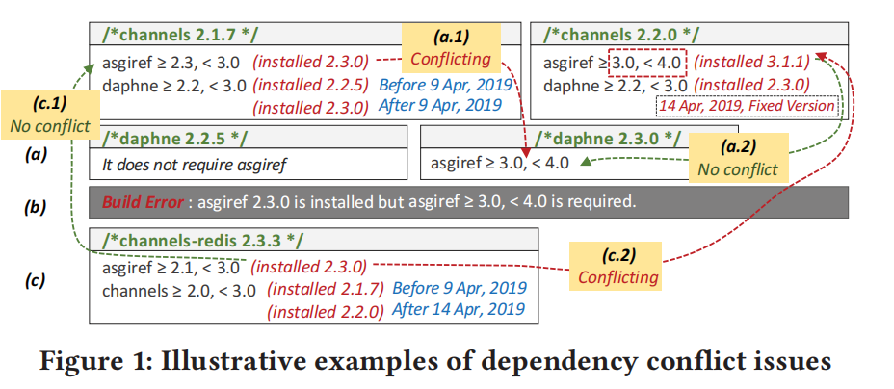 /*channels 2.1.7 */
asgiref ≥ 2.3, < 3.0 (installed 2.3.0)
daphne ≥ 2.2, < 3.0 (installed 2.2.5) Before 9 Apr, 2019
(installed 2.3.0) After 9 Apr, 2019
(a.1)
Conflicting
/*channels 2.2.0 */
asgiref ≥ 3.0, < 4.0 (installed 3.1.1)
daphne ≥ 2.2, < 3.0 (installed 2.3.0)
14 Apr, 2019, Fixed Version
(c.1)
No conflict
(a)
/*daphne 2.2.5 */
It does not require asgiref
/*daphne 2.3.0 */
asgiref ≥ 3.0, < 4.0
(a.2)
No conflict
(b)
Build Error : asgiref 2.3.0 is installed but asgiref ≥ 3.0, < 4.0 is required.
(c)
/*channels-redis 2.3.3 */
asgiref ≥ 2.1, < 3.0 (installed 2.3.0)
channels ≥ 2.0, < 3.0 (installed 2.1.7) Before 9 Apr, 2019
(installed 2.2.0) After 14 Apr, 2019
(c.2)
Conflicting
Figure 1: Illustrative examples of dependency conflict issues